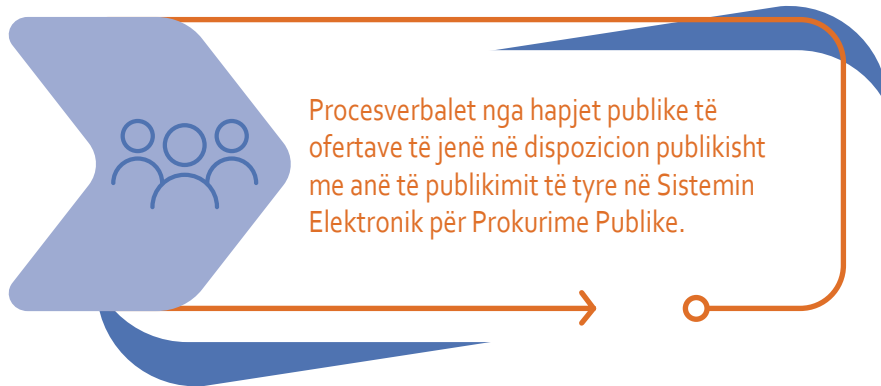 Procesverbalet nga hapjet publike të
ofertave të jenë në dispozicion publikisht
me anë të publikimit të tyre në Sistemin
Elektronik për Prokurime Publike.